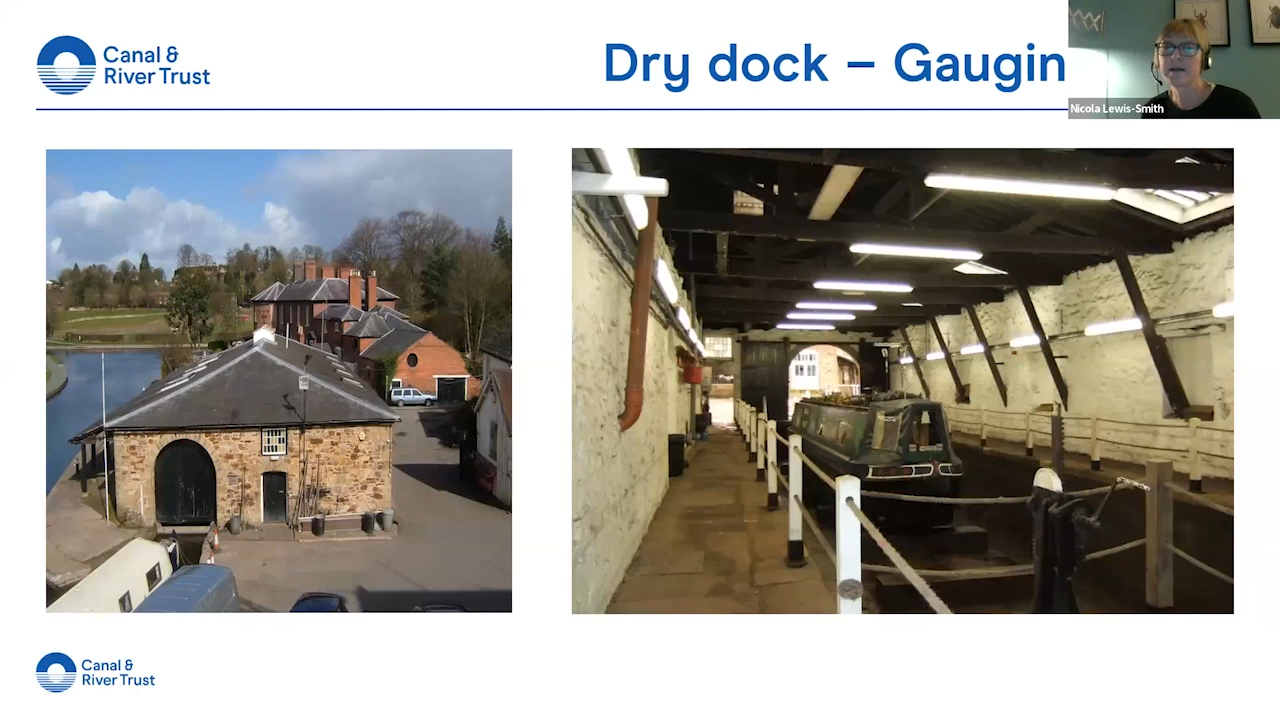 Canal &
River Trust
Dry dock – Gaugin
Nicola Lewis-Smith
Canal &
River Trust